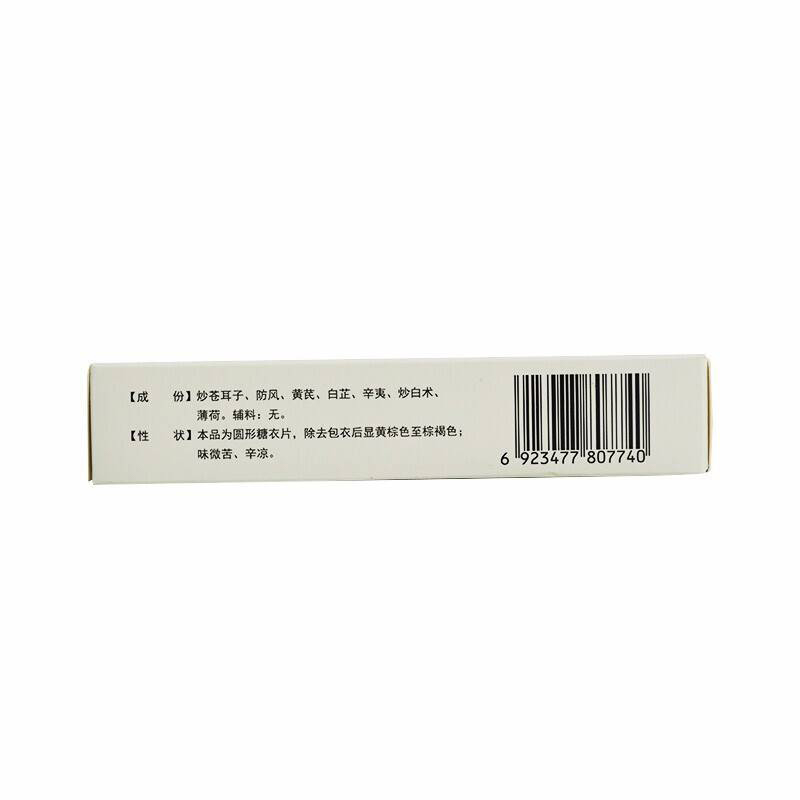 【成 份】炒苍耳子、防风、黄芪、白芷、辛夷、炒白术、
薄荷。辅料：无。
【性 状】本品为圆形糖衣片，除去包衣后显黄棕色至棕褐色；
味微苦、辛凉。
6 923477 807740